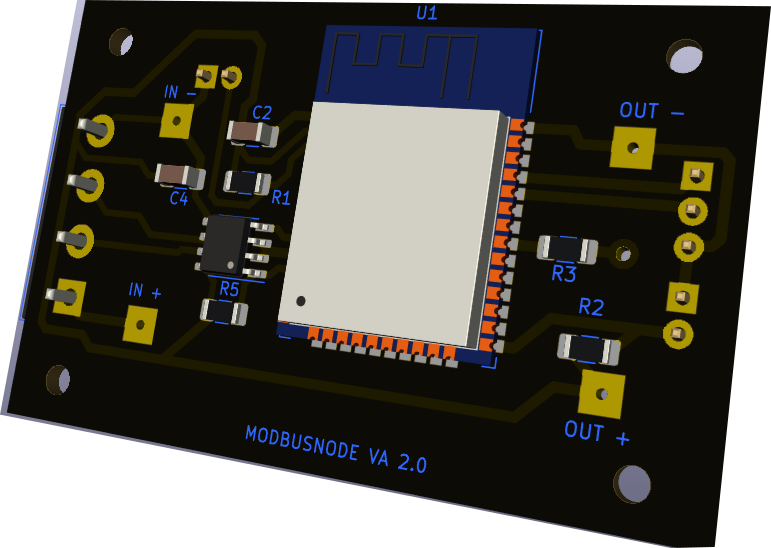 U1
IN -
C2
OUT -
C4
R1
R3
IN +
R5
R2
OUT +
MODBUSNODE VA 2.0